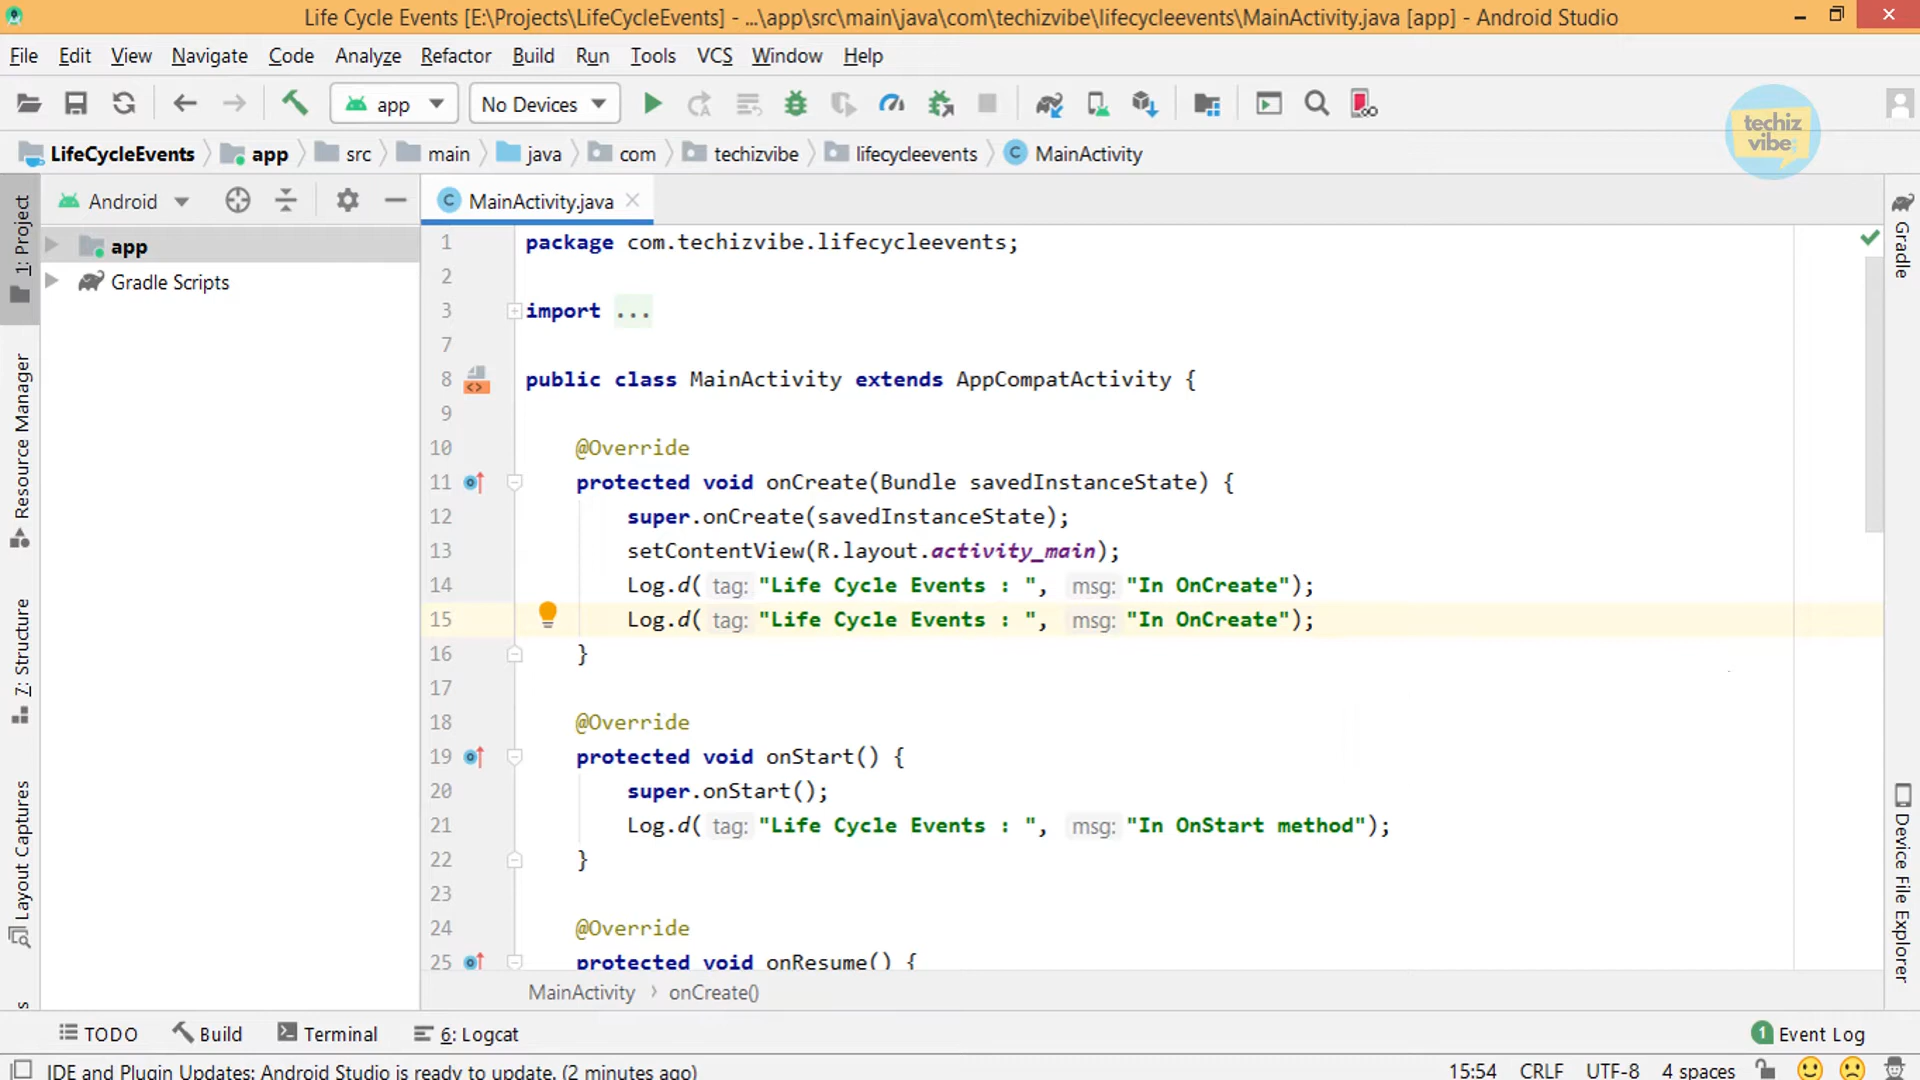 Life Cycle Events [E:\Projects\LifeCycleEvents] - ...\app\src\main\java\com\techizvibe\lifecycleevents\MainActivity.java [app] - Android Studio
File Edit View Navigate Code Analyze Refactor Build Run Tools VCS Window Help
app No Devices
techiz vibe:
LifeCycleEvents app src main java com techizvibe lifecycleevents MainActivity
Android
MainActivity.java
1: Project
Resource Manager
7: Structure
Layout Captures
app
Gradle Scripts
1 package com.techizvibe.lifecycleevents;
2
3 import ...
7
8 public class MainActivity extends AppCompatActivity {
9
10 @Override
11 protected void onCreate(Bundle savedInstanceState) {
12 super.onCreate(savedInstanceState);
13 setContentView(R.layout.activity_main);
14 Log.d( tag: "Life Cycle Events : ", msg: "In OnCreate");
15 Log.d( tag: "Life Cycle Events : ", msg: "In OnCreate");
16 }
17
18 @Override
19 protected void onStart() {
20 super.onStart();
21 Log.d( tag: "Life Cycle Events : ", msg: "In OnStart method");
22 }
23
24 @Override
25 protected void onResume() {
MainActivity › onCreate()
Gradle
Device File Explorer
TODO Build Terminal 6: Logcat 1 Event Log
IDE and Plugin Updates: Android Studio is ready to update. (2 minutes ago) 15:54 CRLF UTF-8 4 spaces